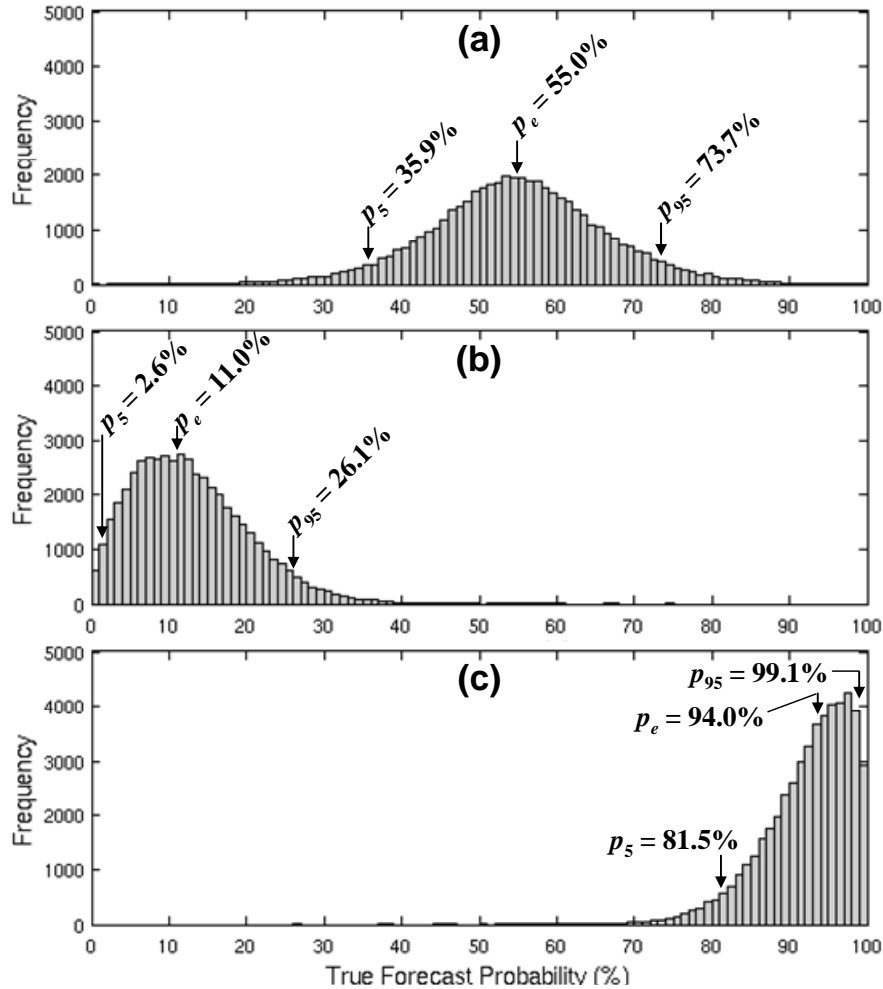 (a)
5000
4000
3000
2000
1000
0
Frequency
p5 = 35.9%
pe = 55.0%
p95 = 73.7%
0 10 20 30 40 50 60 70 80 90 100
(b)
5000
4000
3000
2000
1000
0
Frequency
p5 = 2.6%
pe = 11.0%
p95 = 26.1%
0 10 20 30 40 50 60 70 80 90 100
(c)
5000
4000
3000
2000
1000
0
Frequency
p95 = 99.1%
pe = 94.0%
p5 = 81.5%
0 10 20 30 40 50 60 70 80 90 100
True Forecast Probability (%)